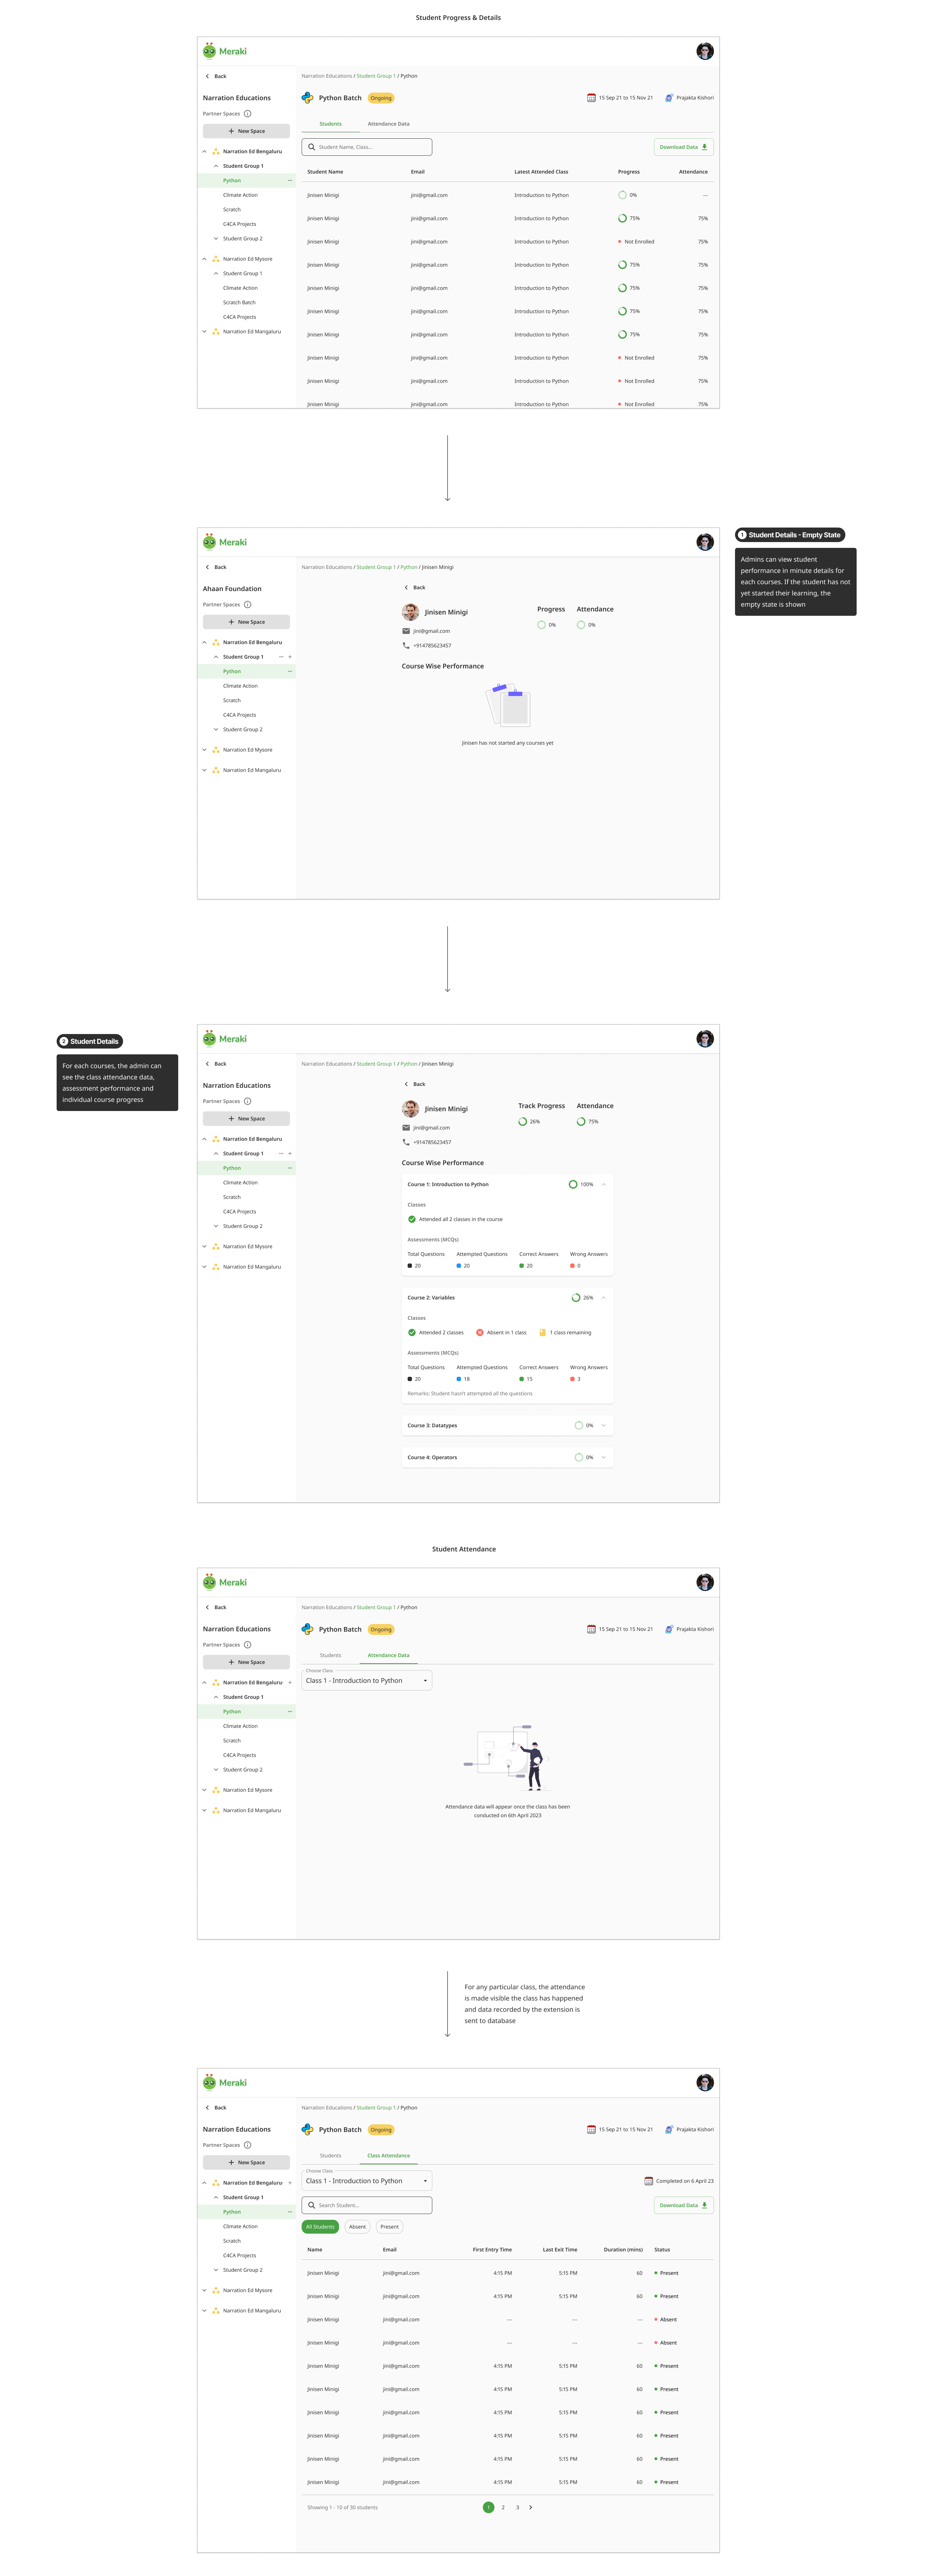 Student Progress & Details
Meraki
Back
Narration Educations
Partner Spaces
New Space
Narration Ed Bengaluru
Student Group 1
Python
Climate Action
Scratch
C4CA Projects
Student Group 2
Narration Ed Mysore
Student Group 1
Climate Action
Scratch Batch
C4CA Projects
Narration Ed Mangaluru
Narration Educations / Student Group 1 / Python
Python Batch Ongoing 15 Sep 21 to 15 Nov 21 Prajakta Kishori
Students Attendance Data
Student Name, Class... Download Data
Student Name Email Latest Attended Class Progress Attendance
Jinisen Minigi jini@gmail.com Introduction to Python 0% ---
Jinisen Minigi jini@gmail.com Introduction to Python 75% 75%
Jinisen Minigi jini@gmail.com Introduction to Python Not Enrolled 75%
Jinisen Minigi jini@gmail.com Introduction to Python 75% 75%
Jinisen Minigi jini@gmail.com Introduction to Python 75% 75%
Jinisen Minigi jini@gmail.com Introduction to Python 75% 75%
Jinisen Minigi jini@gmail.com Introduction to Python 75% 75%
Jinisen Minigi jini@gmail.com Introduction to Python Not Enrolled 75%
Jinisen Minigi jini@gmail.com Introduction to Python Not Enrolled 75%
Jinisen Minigi jini@gmail.com Introduction to Python Not Enrolled 75%
Meraki
Back
Ahaan Foundation
Partner Spaces
New Space
Narration Ed Bengaluru
Student Group 1
Python
Climate Action
Scratch
C4CA Projects
Student Group 2
Narration Ed Mysore
Narration Ed Mangaluru
Narration Educations / Student Group 1 / Python / Jinisen Minigi
Back
Jinisen Minigi
jini@gmail.com
+914785623457
Progress Attendance
0% 0%
Course Wise Performance
Jinisen has not started any courses yet
1 Student Details - Empty State
Admins can view student
performance in minute details for
each courses. If the student has not
yet started their learning, the
empty state is shown
2 Student Details
For each courses, the admin can
see the class attendance data,
assessment performance and
individual course progress
Meraki
Back
Narration Educations
Partner Spaces
New Space
Narration Ed Bengaluru
Student Group 1
Python
Climate Action
Scratch
C4CA Projects
Student Group 2
Narration Ed Mysore
Narration Ed Mangaluru
Narration Educations / Student Group 1 / Python / Jinisen Minigi
Back
Jinisen Minigi
jini@gmail.com
+914785623457
Track Progress Attendance
26% 75%
Course Wise Performance
Course 1: Introduction to Python 100%
Classes
Attended all 2 classes in the course
Assessments (MCQs)
Total Questions Attempted Questions Correct Answers Wrong Answers
20 20 20 0
Course 2: Variables 26%
Classes
Attended 2 classes Absent in 1 class 1 class remaining
Assessments (MCQs)
Total Questions Attempted Questions Correct Answers Wrong Answers
20 18 15 3
Remarks: Student hasn't attempted all the questions
Course 3: Datatypes 0%
Course 4: Operators 0%
Student Attendance
Meraki
Back
Narration Educations
Partner Spaces
New Space
Narration Ed Bengaluru
Student Group 1
Python
Climate Action
Scratch
C4CA Projects
Student Group 2
Narration Ed Mysore
Narration Ed Mangaluru
Narration Educations / Student Group 1 / Python
Python Batch Ongoing 15 Sep 21 to 15 Nov 21 Prajakta Kishori
Students Attendance Data
Choose Class
Class 1 - Introduction to Python
Attendance data will appear once the class has been
conducted on 6th April 2023
For any particular class, the attendance
is made visible the class has happened
and data recorded by the extension is
sent to database
Meraki
Back
Narration Educations
Partner Spaces
New Space
Narration Ed Bengaluru
Student Group 1
Python
Climate Action
Scratch
C4CA Projects
Student Group 2
Narration Ed Mysore
Narration Ed Mangaluru
Narration Educations / Student Group 1 / Python
Python Batch Ongoing 15 Sep 21 to 15 Nov 21 Prajakta Kishori
Students Class Attendance
Choose Class
Class 1 - Introduction to Python Completed on 6 April 23
Search Student... Download Data
All Students Absent Present
Name Email First Entry Time Last Exit Time Duration (mins) Status
Jinisen Minigi jini@gmail.com 4:15 PM 5:15 PM 60 Present
Jinisen Minigi jini@gmail.com 4:15 PM 5:15 PM 60 Present
Jinisen Minigi jini@gmail.com --- --- --- Absent
Jinisen Minigi jini@gmail.com --- --- --- Absent
Jinisen Minigi jini@gmail.com 4:15 PM 5:15 PM 60 Present
Jinisen Minigi jini@gmail.com 4:15 PM 5:15 PM 60 Present
Jinisen Minigi jini@gmail.com 4:15 PM 5:15 PM 60 Present
Jinisen Minigi jini@gmail.com 4:15 PM 5:15 PM 60 Present
Jinisen Minigi jini@gmail.com 4:15 PM 5:15 PM 60 Present
Jinisen Minigi jini@gmail.com 4:15 PM 5:15 PM 60 Present
Showing 1 - 10 of 30 students 1 2 3